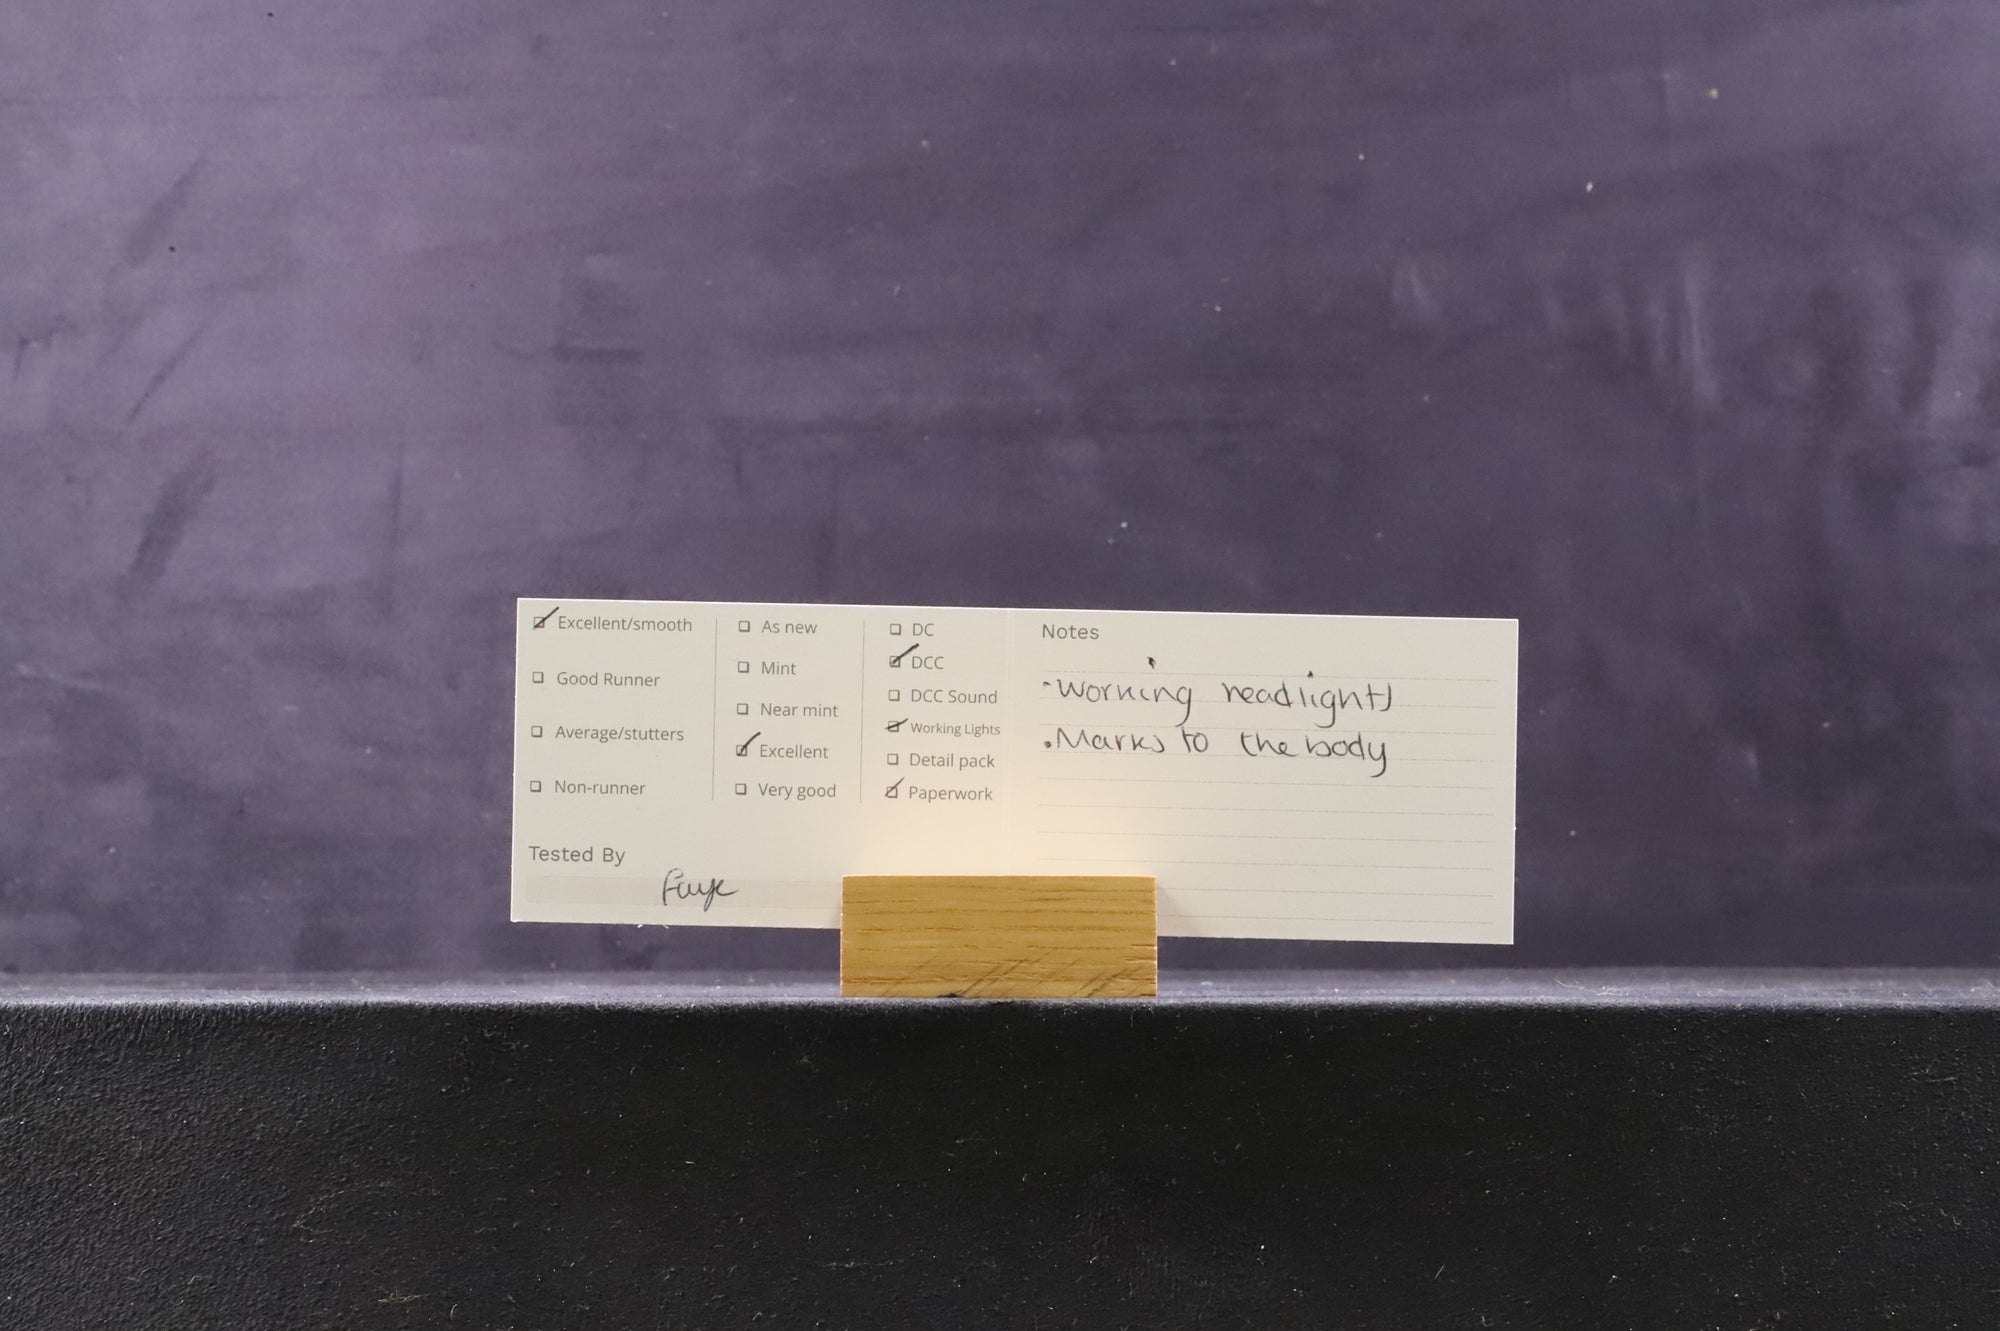 Excellent/smooth
Good Runner
Average/stutters
Non-runner
As new
Mint
Near mint
Excellent
Very good
DC
DCC
DCC Sound
Working Lights
Detail pack
Paperwork
Tested By
Faye
Notes
-Working headlights
.Marks to the body